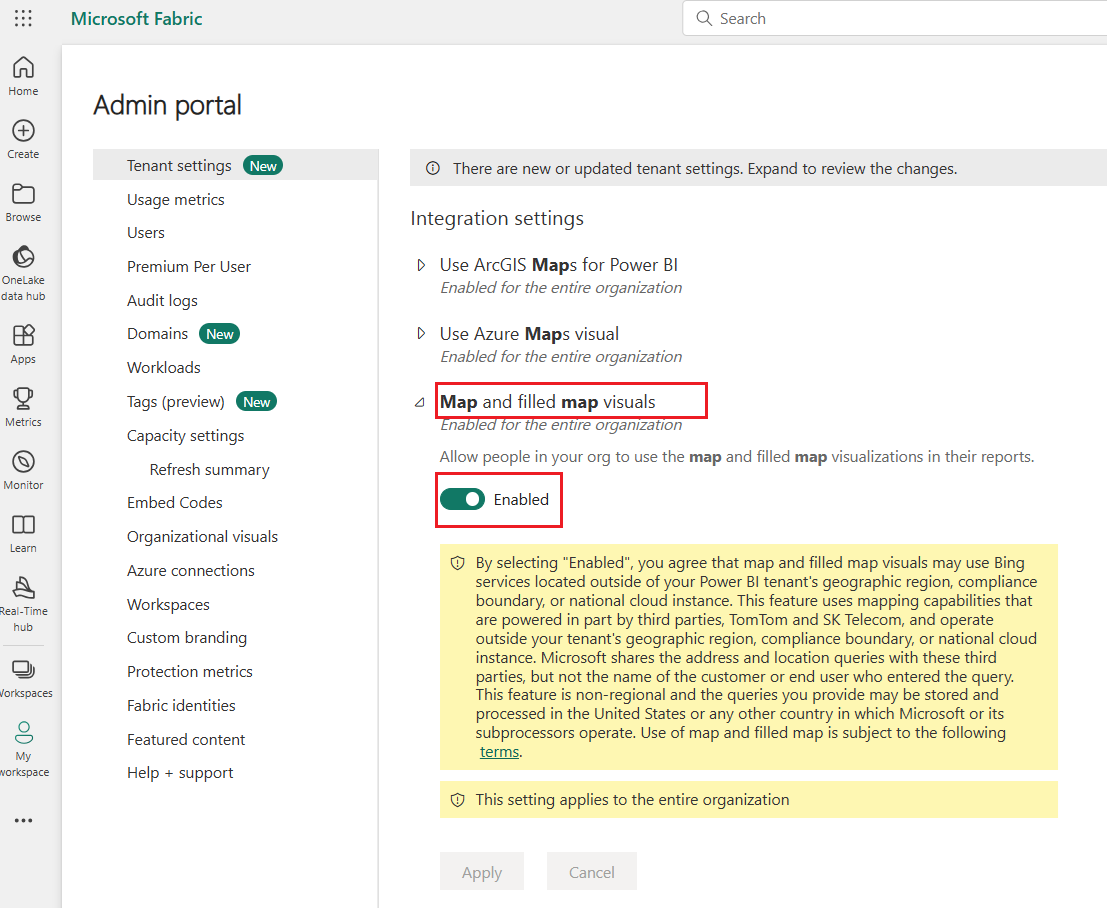 Microsoft Fabric
Search
Home
Create
Browse
OneLake
data hub
Apps
Metrics
Monitor
Learn
Real-Time
hub
Workspaces
My
workspace
Admin portal
Tenant settings New
Usage metrics
Users
Premium Per User
Audit logs
Domains New
Workloads
Tags (preview) New
Capacity settings
Refresh summary
Embed Codes
Organizational visuals
Azure connections
Workspaces
Custom branding
Protection metrics
Fabric identities
Featured content
Help + support
There are new or updated tenant settings. Expand to review the changes.
Integration settings
Use ArcGIS Maps for Power BI
Enabled for the entire organization
Use Azure Maps visual
Enabled for the entire organization
Map and filled map visuals
Enabled for the entire organization
Allow people in your org to use the map and filled map visualizations in their reports.
Enabled
By selecting "Enabled", you agree that map and filled map visuals may use Bing
services located outside of your Power BI tenant's geographic region, compliance
boundary, or national cloud instance. This feature uses mapping capabilities that
are powered in part by third parties, TomTom and SK Telecom, and operate
outside your tenant's geographic region, compliance boundary, or national cloud
instance. Microsoft shares the address and location queries with these third
parties, but not the name of the customer or end user who entered the query.
This feature is non-regional and the queries you provide may be stored and
processed in the United States or any other country in which Microsoft or its
subprocessors operate. Use of map and filled map is subject to the following
terms.
This setting applies to the entire organization
Apply
Cancel